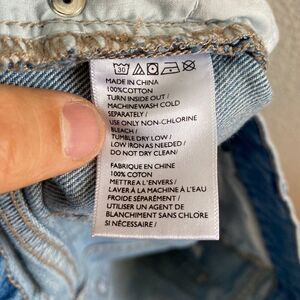 30
MADE IN CHINA
100%COTTON
TURN INSIDE OUT /
MACHINEWASH COLD
SEPARATELY /
USE ONLY NON-CHLORINE
BLEACH /
TUMBLE DRY LOW /
LOW IRON AS NEEDED /
DO NOT DRY CLEAN /
FABRIQUE EN CHINE
100% COTON
METTRE A L'ENVERS /
LAVER À LA MACHINE A L'EAU
FROIDE SÉPARÉMENT /
UTILISER UN AGENT DE
BLANCHIMENT SANS CHLORE
SI NÉCESSAIRE /